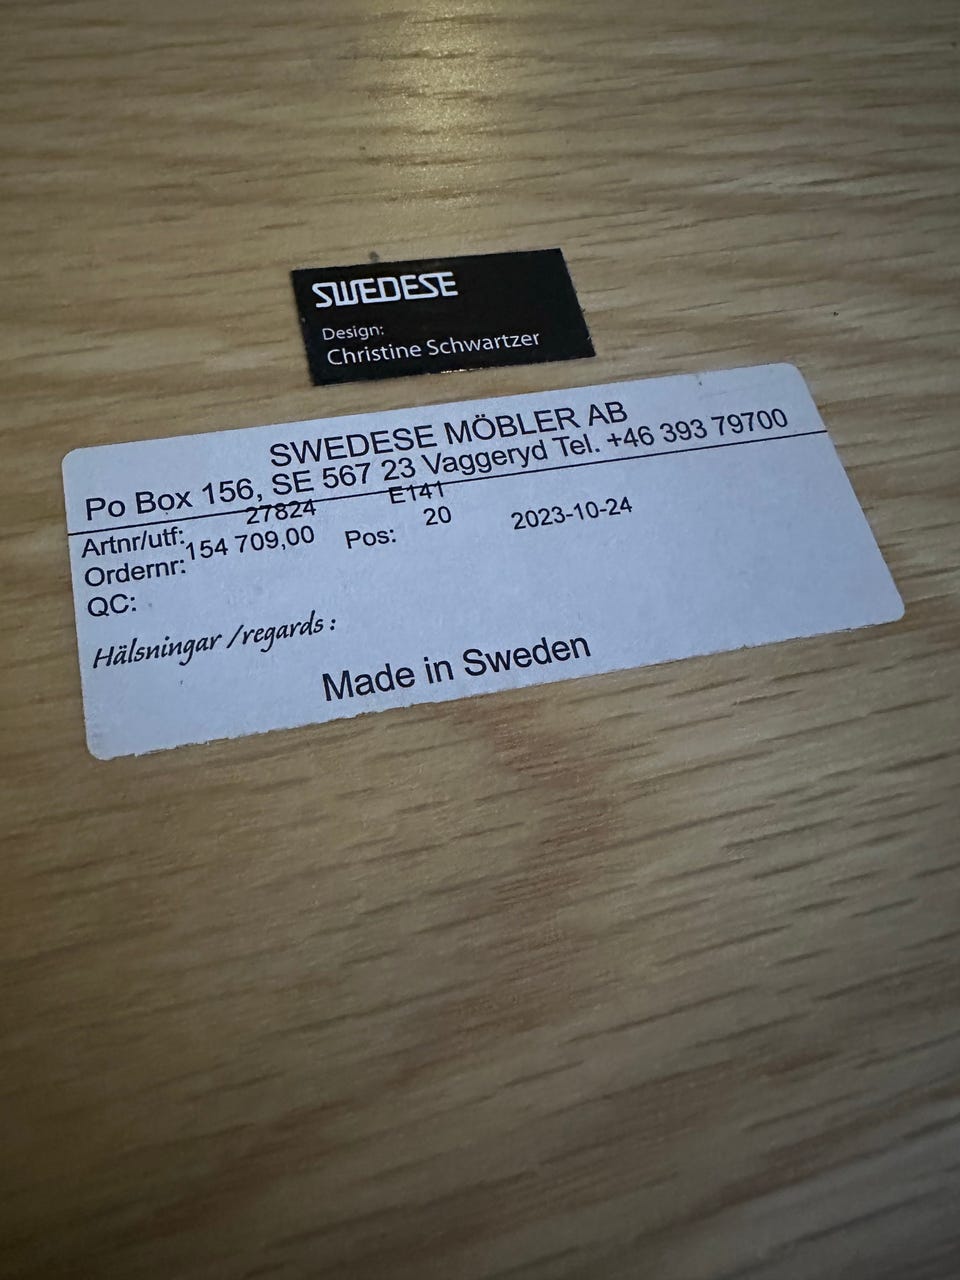 SWEDESE
Design:
Christine Schwartzer
SWEDESE MÖBLER AB
Po Box 156, SE 567 23 Vaggeryd Tel. +46 393 79700
Artnr/utf: 27824 E141
Ordernr: 154 709,00 Pos: 20 2023-10-24
QC:
Hälsningar /regards :
Made in Sweden